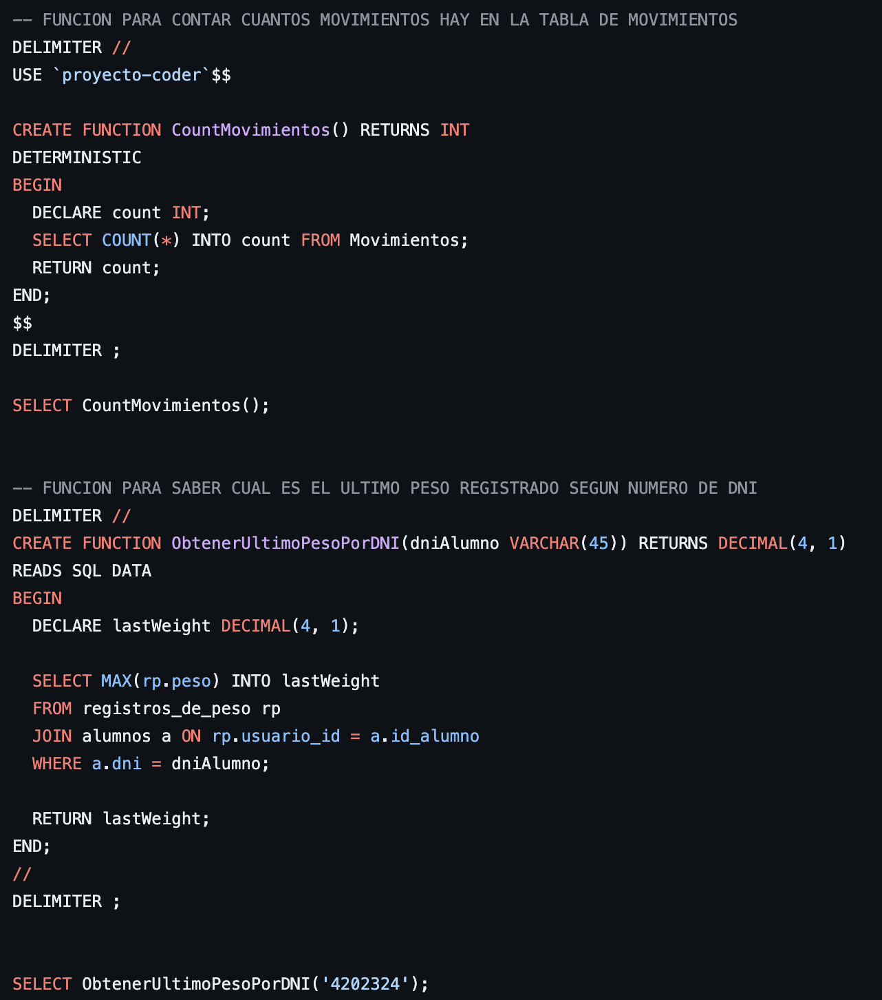 -- FUNCION PARA CONTAR CUANTOS MOVIMIENTOS HAY EN LA TABLA DE MOVIMIENTOS
DELIMITER //
USE `proyecto-coder`$$
CREATE FUNCTION CountMovimientos() RETURNS INT
DETERMINISTIC
BEGIN
  DECLARE count INT;
  SELECT COUNT(*) INTO count FROM Movimientos;
  RETURN count;
END;
$$
DELIMITER ;
SELECT CountMovimientos();
-- FUNCION PARA SABER CUAL ES EL ULTIMO PESO REGISTRADO SEGUN NUMERO DE DNI
DELIMITER //
CREATE FUNCTION ObtenerUltimoPesoPorDNI(dniAlumno VARCHAR(45)) RETURNS DECIMAL(4, 1)
READS SQL DATA
BEGIN
  DECLARE lastWeight DECIMAL(4, 1);
  SELECT MAX(rp.peso) INTO lastWeight
  FROM registros_de_peso rp
  JOIN alumnos a ON rp.usuario_id = a.id_alumno
  WHERE a.dni = dniAlumno;
  RETURN lastWeight;
END;
//
DELIMITER ;
SELECT ObtenerUltimoPesoPorDNI('4202324');